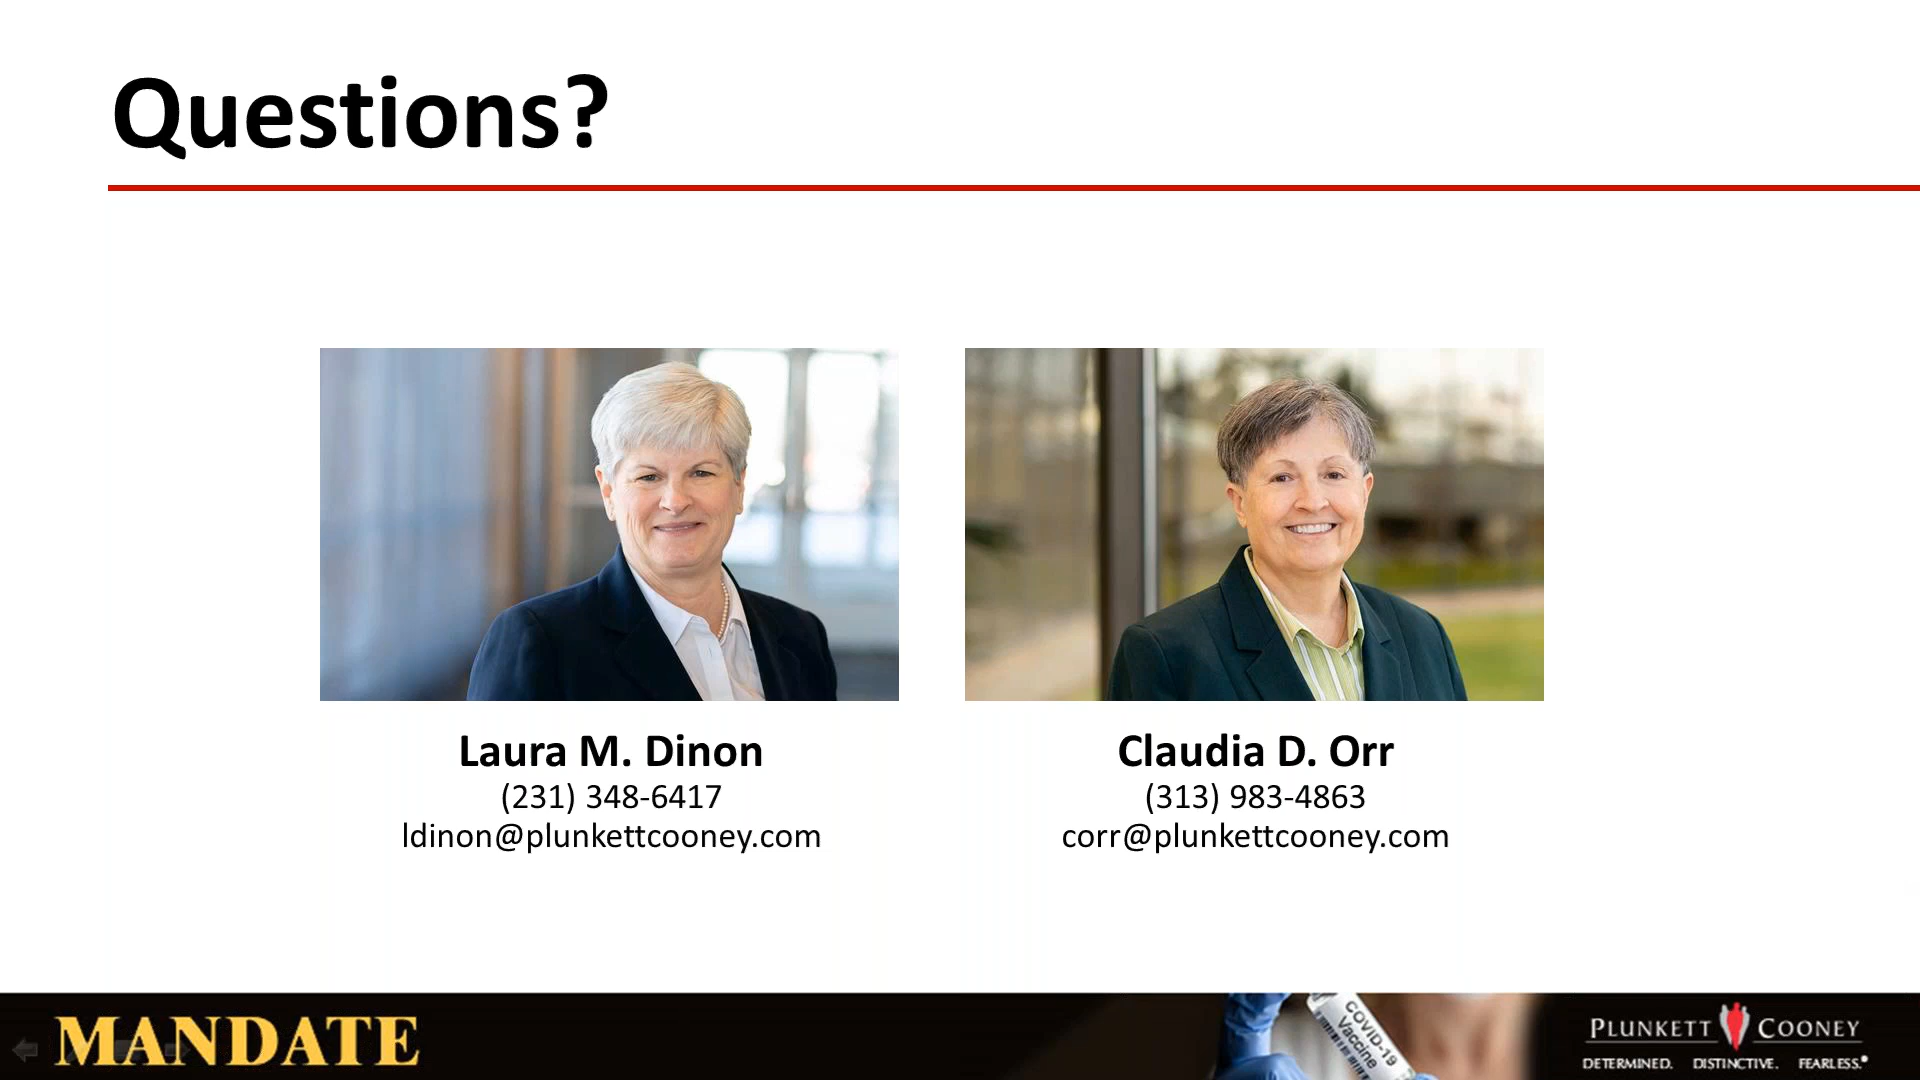 Questions?
Laura M. Dinon
(231) 348-6417
ldinon@plunkettcooney.com
Claudia D. Orr
(313) 983-4863
corr@plunkettcooney.com
MANDATE
COVID-19
Vaccine
PLUNKETT COONEY
DETERMINED. DISTINCTIVE. FEARLESS.®